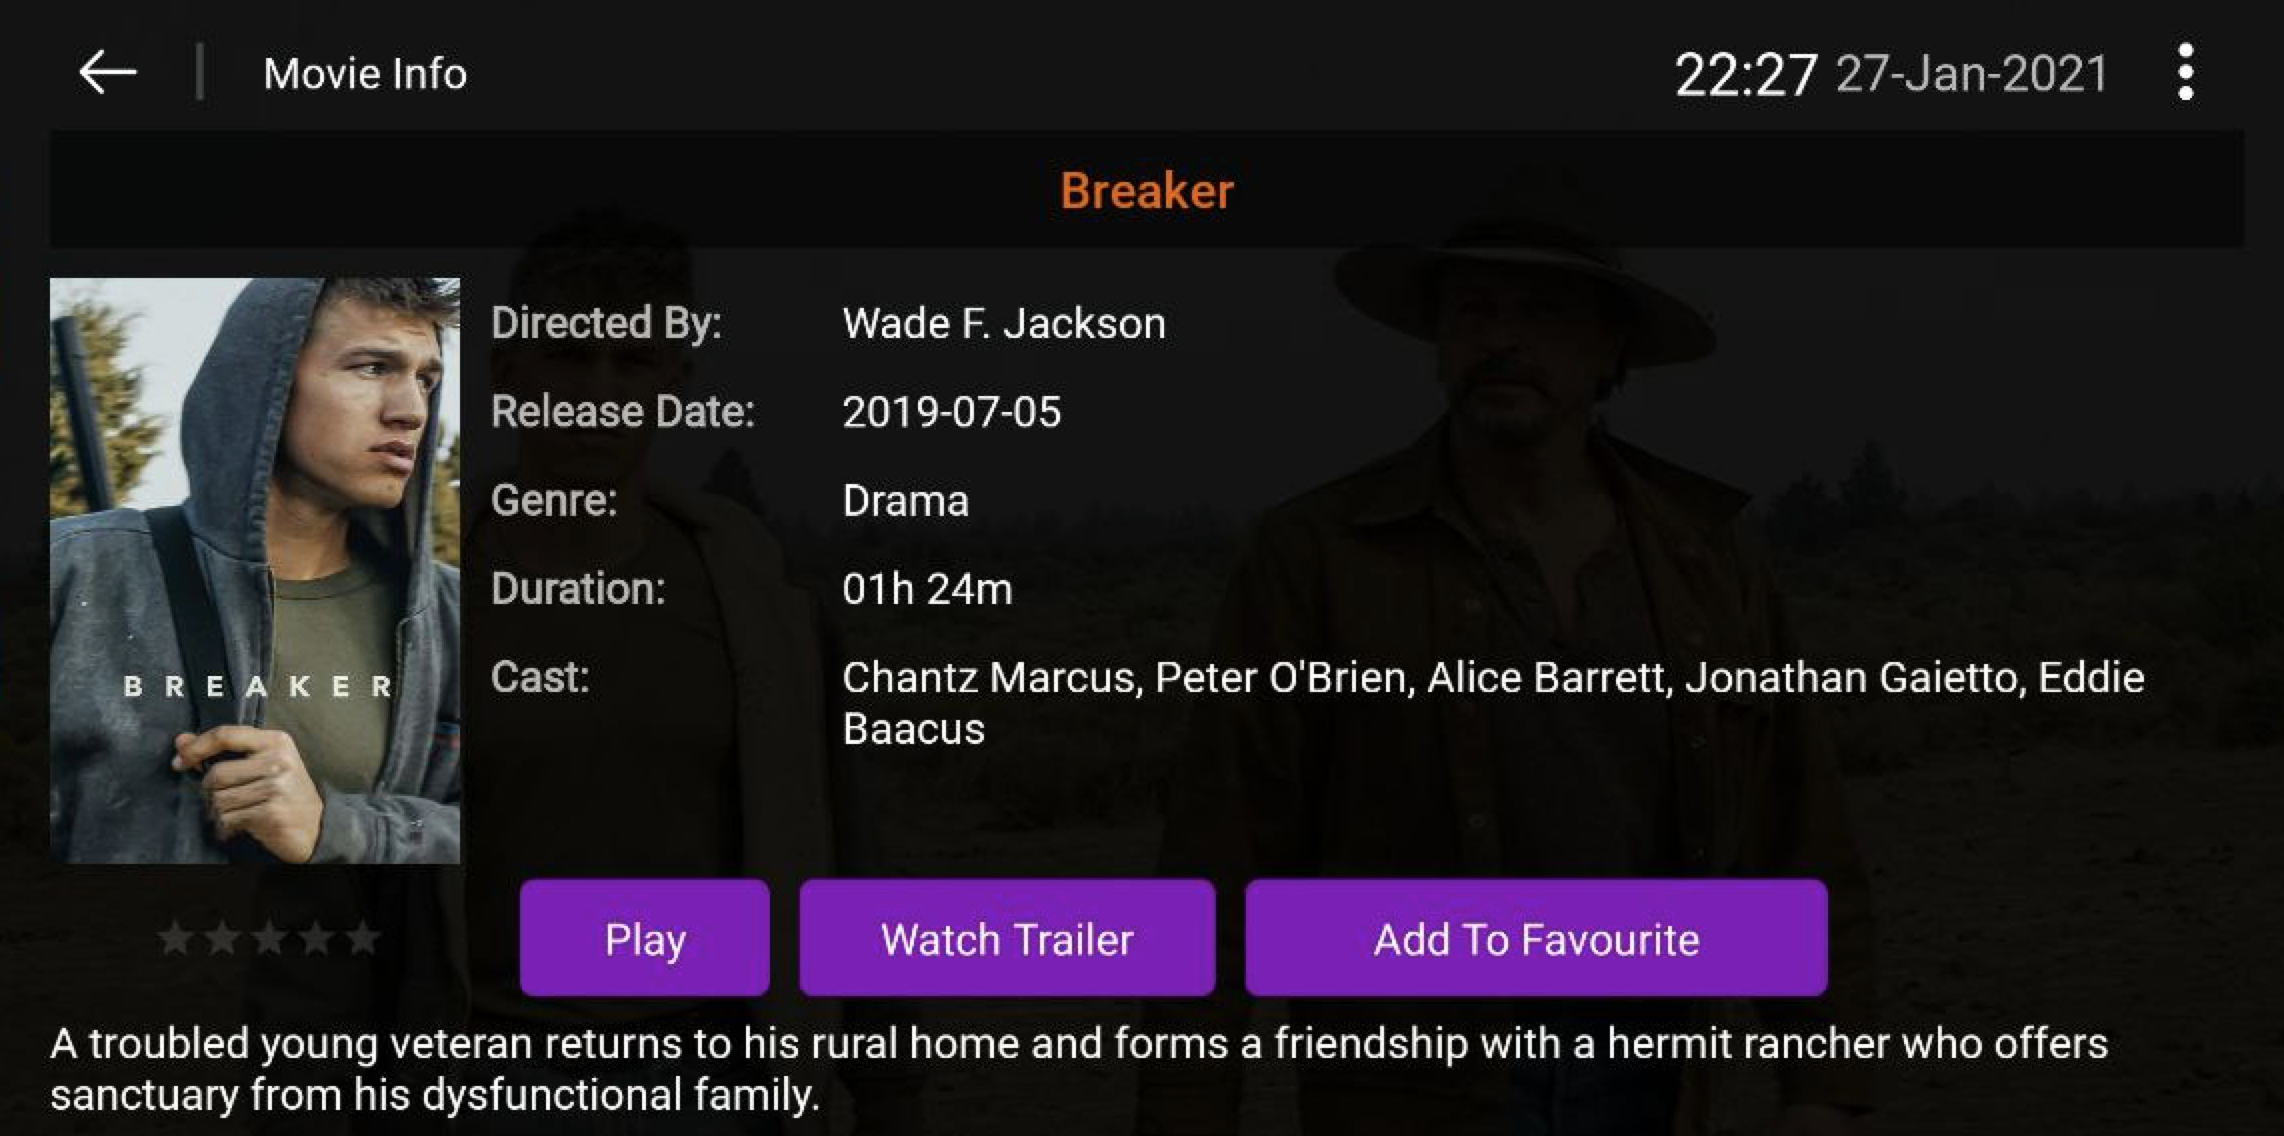 Movie Info
22:27 27-Jan-2021
Breaker
Directed By: Wade F. Jackson
Release Date: 2019-07-05
Genre: Drama
Duration: 01h 24m
Cast: Chantz Marcus, Peter O'Brien, Alice Barrett, Jonathan Gaietto, Eddie
Baacus
BREAKER
Play
Watch Trailer
Add To Favourite
A troubled young veteran returns to his rural home and forms a friendship with a hermit rancher who offers
sanctuary from his dysfunctional family.